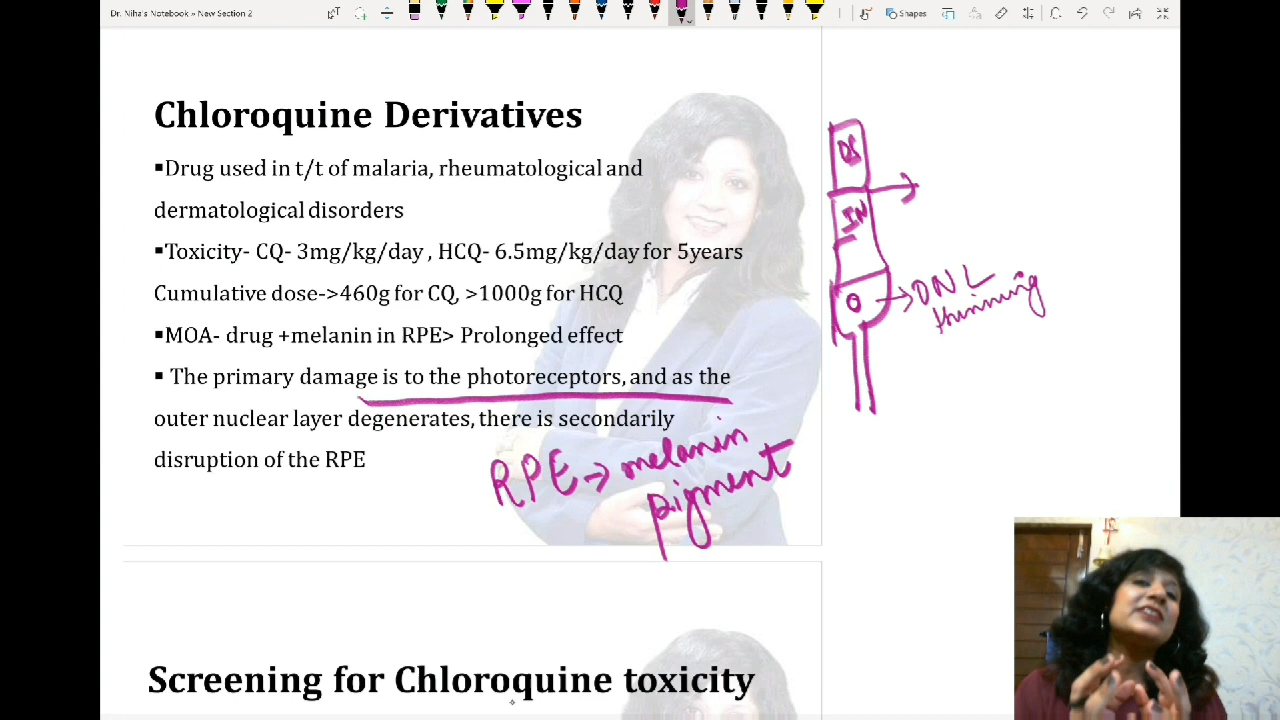 Dr. Niha's Notebook » New Section 2
Shapes
Chloroquine Derivatives
▪Drug used in t/t of malaria, rheumatological and
dermatological disorders
▪Toxicity- CQ- 3mg/kg/day , HCQ- 6.5mg/kg/day for 5years
Cumulative dose->460g for CQ, >1000g for HCQ
▪MOA- drug +melanin in RPE> Prolonged effect
▪ The primary damage is to the photoreceptors, and as the
outer nuclear layer degenerates, there is secondarily
disruption of the RPE
RPE → melanin
pigment
OS
IN
ONL
thinning
Screening for Chloroquine toxicity